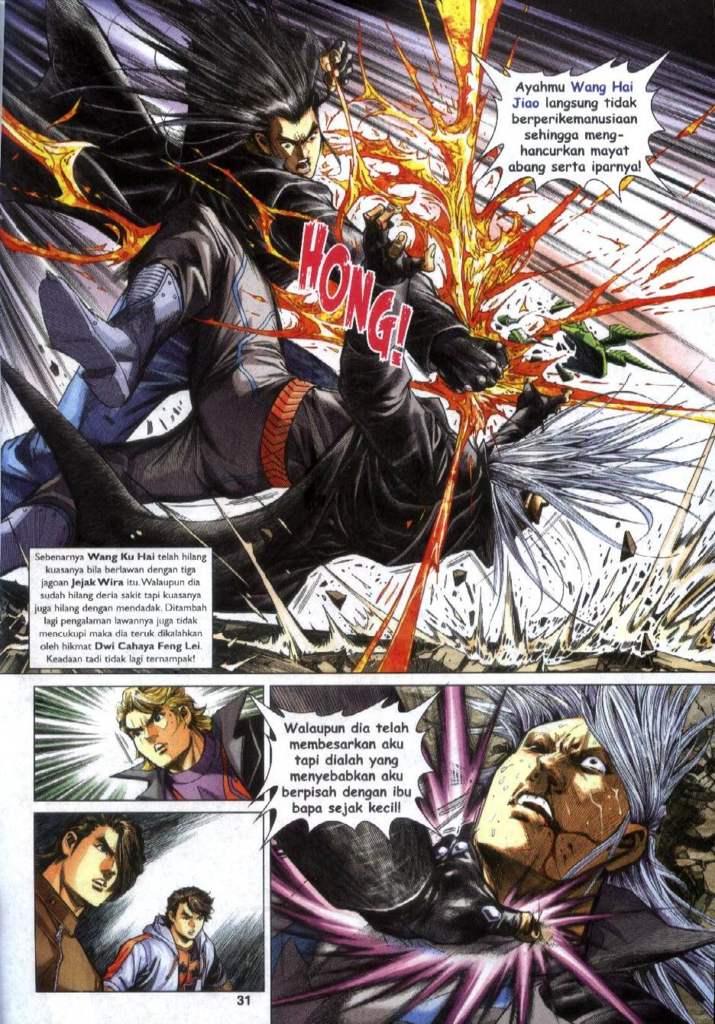 Ayahmu Wang Hai
Jiao langsung tidak
berperikemanusiaan
sehingga meng-
hancurkan mayat
abang serta iparnya!
HONG!
Sebenarnya Wang Ku Hai telah hilang
kuasanya bila berlawan dengan tiga
jagoan Jejak Wira itu. Walaupun dia
sudah hilang deria sakit tapi kuasanya
juga hilang dengan mendadak. Ditambah
lagi pengalaman lawannya juga tidak
mencukupi maka dia teruk dikalahkan
oleh hikmat Dwi Cahaya Feng Lei.
Keadaan tadi tidak lagi ternampak!
Walaupun dia telah
membesarkan aku
tapi dialah yang
menyebabkan aku
berpisah dengan ibu
bapa sejak kecil!
31